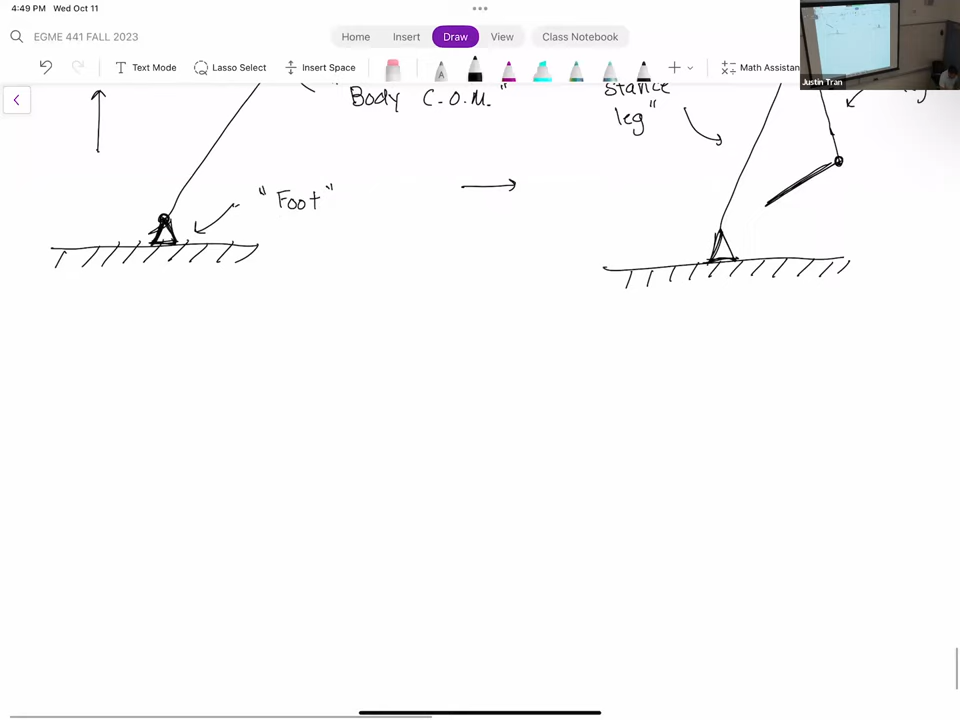 4:49 PM Wed Oct 11
EGME 441 FALL 2023
Home Insert Draw View Class Notebook
Text Mode Lasso Select Insert Space A Math Assistan
Justin Tran
Body C.O.M."
stance
leg"
"Foot"